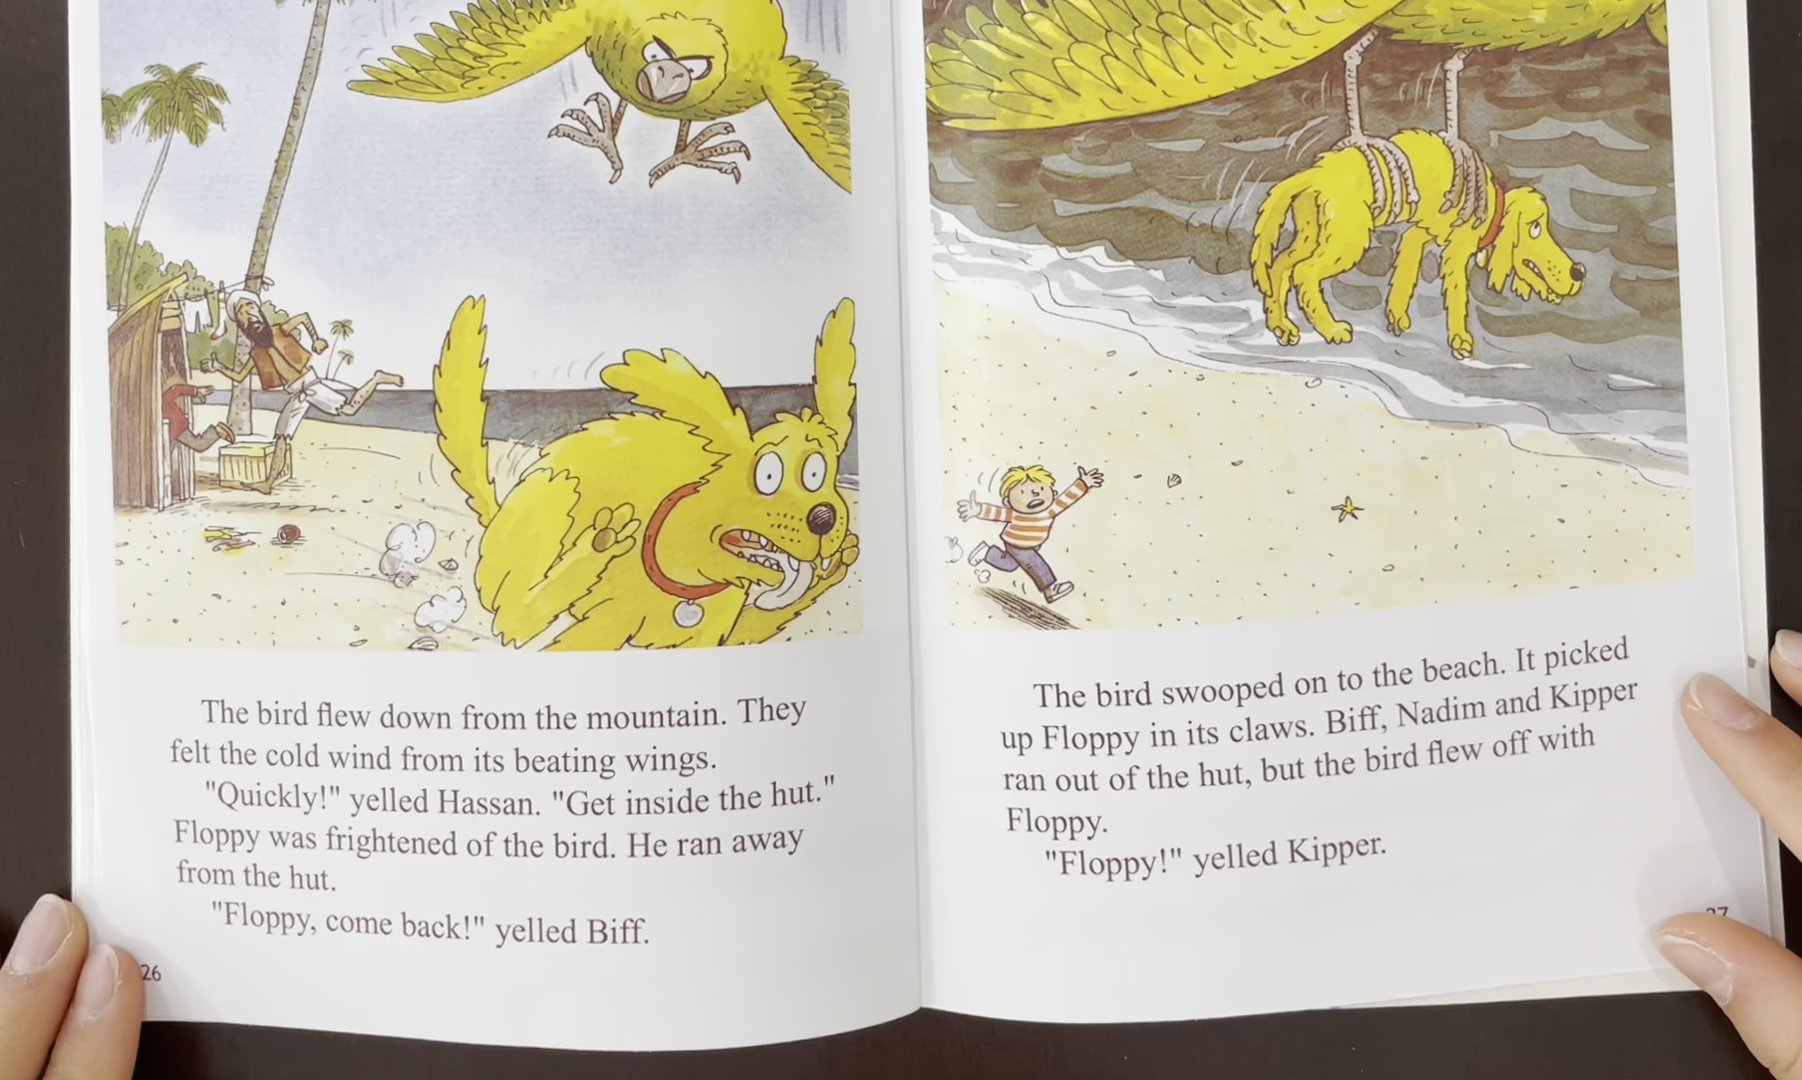 The bird flew down from the mountain. They
felt the cold wind from its beating wings.
"Quickly!" yelled Hassan. "Get inside the hut."
Floppy was frightened of the bird. He ran away
from the hut.
"Floppy, come back!" yelled Biff.
26
The bird swooped on to the beach. It picked
up Floppy in its claws. Biff, Nadim and Kipper
ran out of the hut, but the bird flew off with
Floppy.
"Floppy!" yelled Kipper.
27